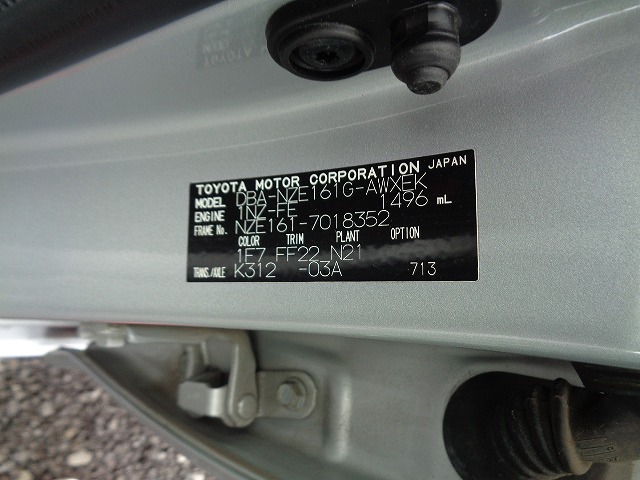 TOYOTA MOTOR CORPORATION JAPAN
MODEL DBA-NZE161G-AWXEK
ENGINE 1NZ-FE 1496 mL
FRAME No. NZE161-7018352
COLOR TRIM PLANT OPTION
1E7 FF22 N21
TRANS./AXLE K312 -03A 713